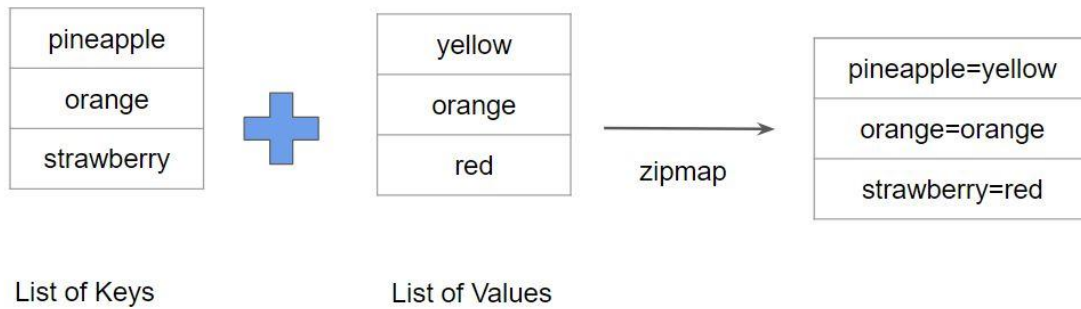 pineapple
orange
strawberry
yellow
orange
red
zipmap
pineapple=yellow
orange=orange
strawberry=red
List of Keys
List of Values